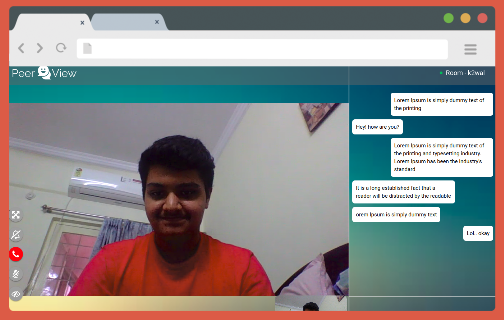 Peer View
Room - k2wal
Lorem Ipsum is simply dummy text of
the printing
Hey! how are you?
Lorem Ipsum is simply dummy text of
the printing and typesetting industry.
Lorem Ipsum has been the industry's
standard
It is a long established fact that a
reader will be distracted by the readable
orem Ipsum is simply dummy text
Lol.. okay